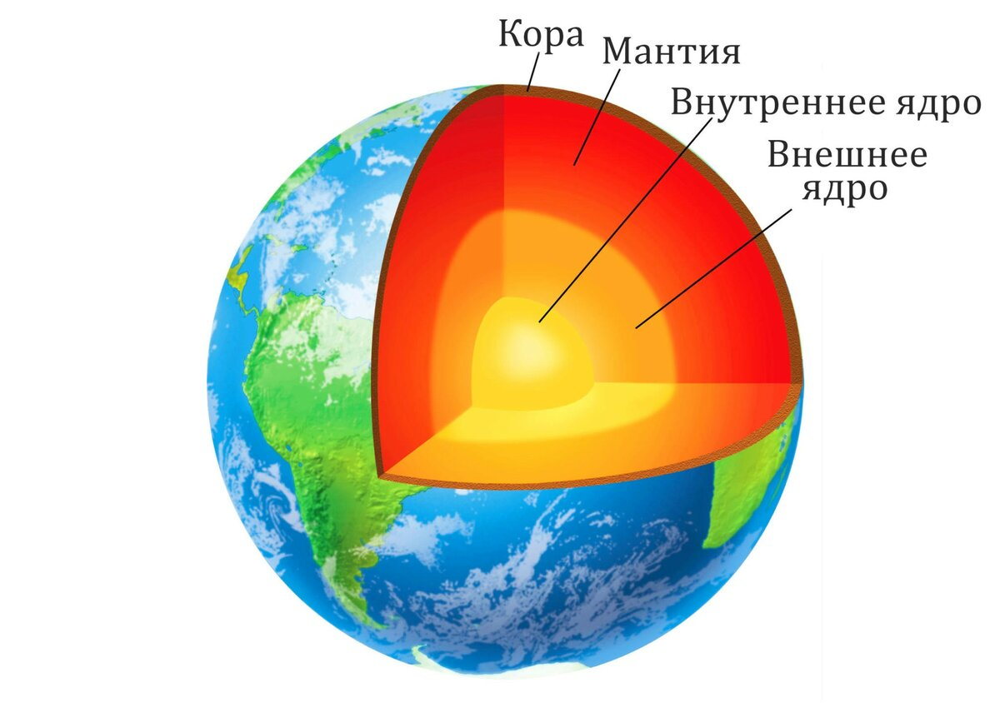 Кора
Мантия
Внутреннее ядро
Внешнее
ядро